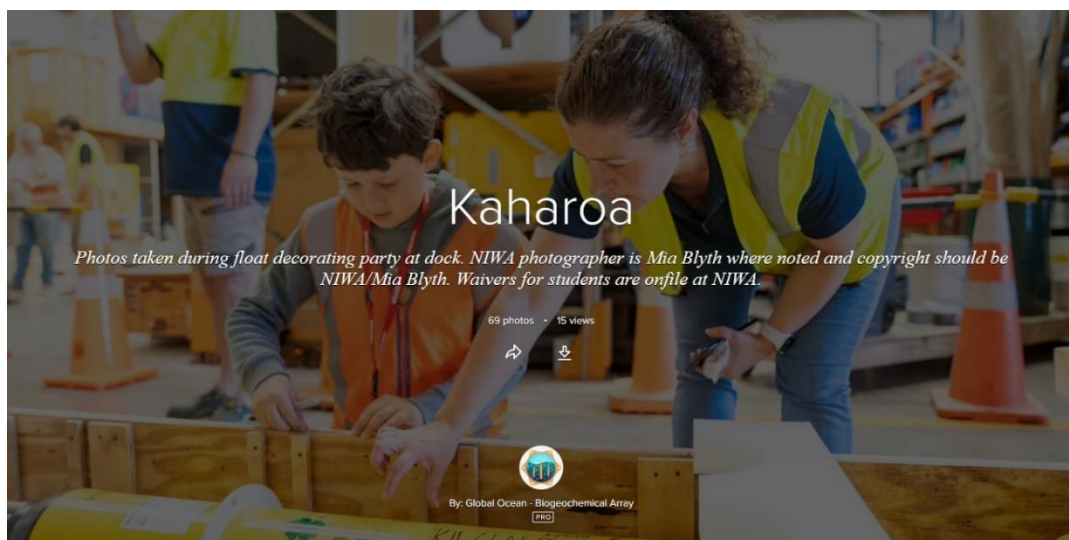 Kaharoa
Photos taken during float decorating party at dock. NIWA photographer is Mia Blyth where noted and copyright should be
NIWA/Mia Blyth. Waivers for students are onfile at NIWA.
69 photos • 15 views
By: Global Ocean - Biogeochemical Array
PRO